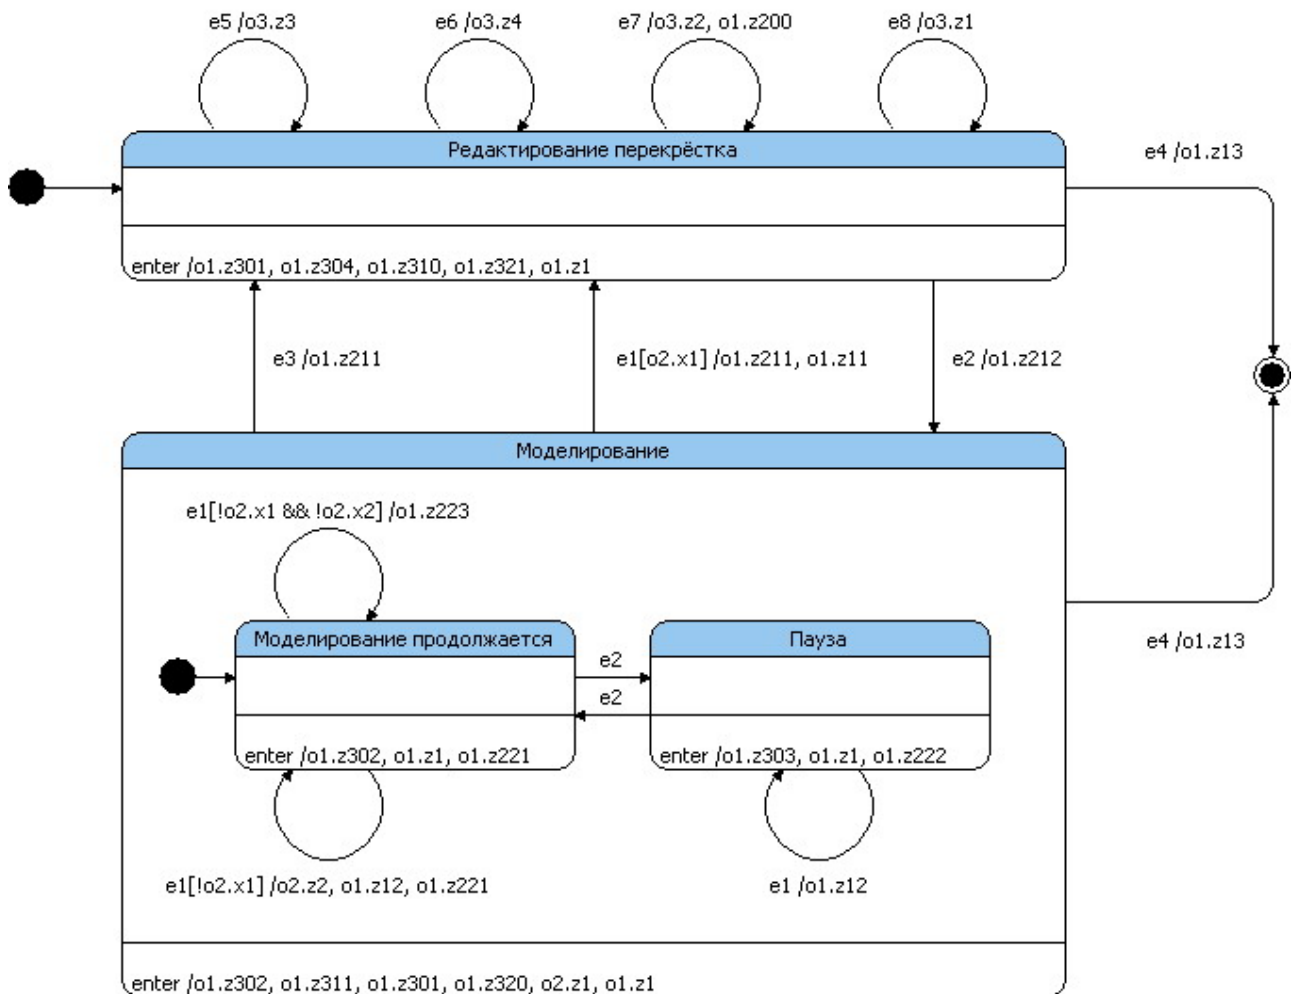 e5 /o3.z3
e6 /o3.z4
e7 /o3.z2, o1.z200
e8 /o3.z1
Редактирование перекрёстка
e4 /o1.z13
enter /o1.z301, o1.z304, o1.z310, o1.z321, o1.z1
e3 /o1.z211
e1[o2.x1] /o1.z211, o1.z11
e2 /o1.z212
Моделирование
e1[!o2.x1 && !o2.x2] /o1.z223
Моделирование продолжается
Пауза
e2
e2
e4 /o1.z13
enter /o1.z302, o1.z1, o1.z221
enter /o1.z303, o1.z1, o1.z222
e1[!o2.x1] /o2.z2, o1.z12, o1.z221
e1 /o1.z12
enter /o1.z302, o1.z311, o1.z301, o1.z320, o2.z1, o1.z1